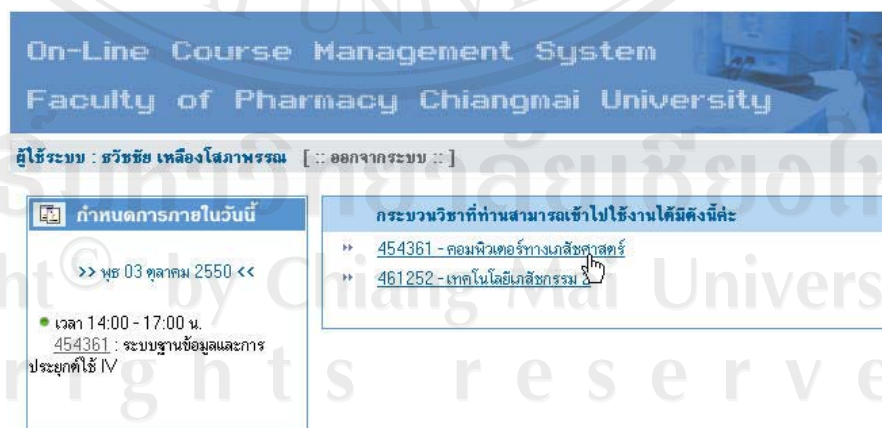 On-Line Course Management System
Faculty of Pharmacy Chiangmai University
ผู้ใช้ระบบ : ธวัชชัย เหลืองโสภาพรรณ [ :: ออกจากระบบ :: ]
กำหนดการภายในวันนี้
>> พุธ 03 ตุลาคม 2550 <<
เวลา 14:00 - 17:00 น.
454361 : ระบบฐานข้อมูลและการ
ประยุกต์ใช้ IV
กระบวนวิชาที่ท่านสามารถเข้าไปใช้งานได้มีดังนี้ค่ะ
454361 - คอมพิวเตอร์ทางเภสัชศาสตร์
461252 - เทคโนโลยีเภสัชกรรม 2
ht © by Chiang Mai Univers
rights reserve